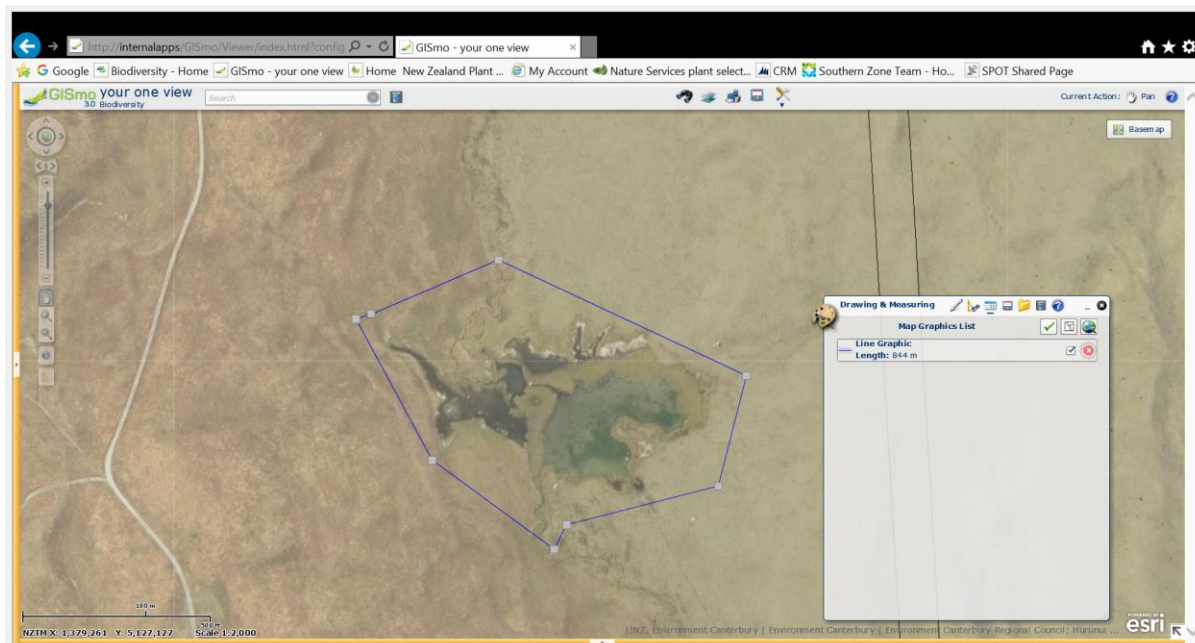 http://internalapps/GISmo/Viewer/index.html?config
GISmo - your one view
Google Biodiversity - Home GISmo - your one view Home New Zealand Plant ... My Account Nature Services plant select... CRM Southern Zone Team - Ho... SPOT Shared Page
GISmo your one view
3.0 Biodiversity
Search
Current Action: Pan
Basemap
Drawing & Measuring
Map Graphics List
Line Graphic
Length: 844 m
100 m
500 ft
NZTM X: 1,379,261 Y: 5,127,127 Scale 1:2,000
LINZ, Environment Canterbury | Environment Canterbury | Environment Canterbury Regional Council; Hurunui ...
POWERED BY
esri